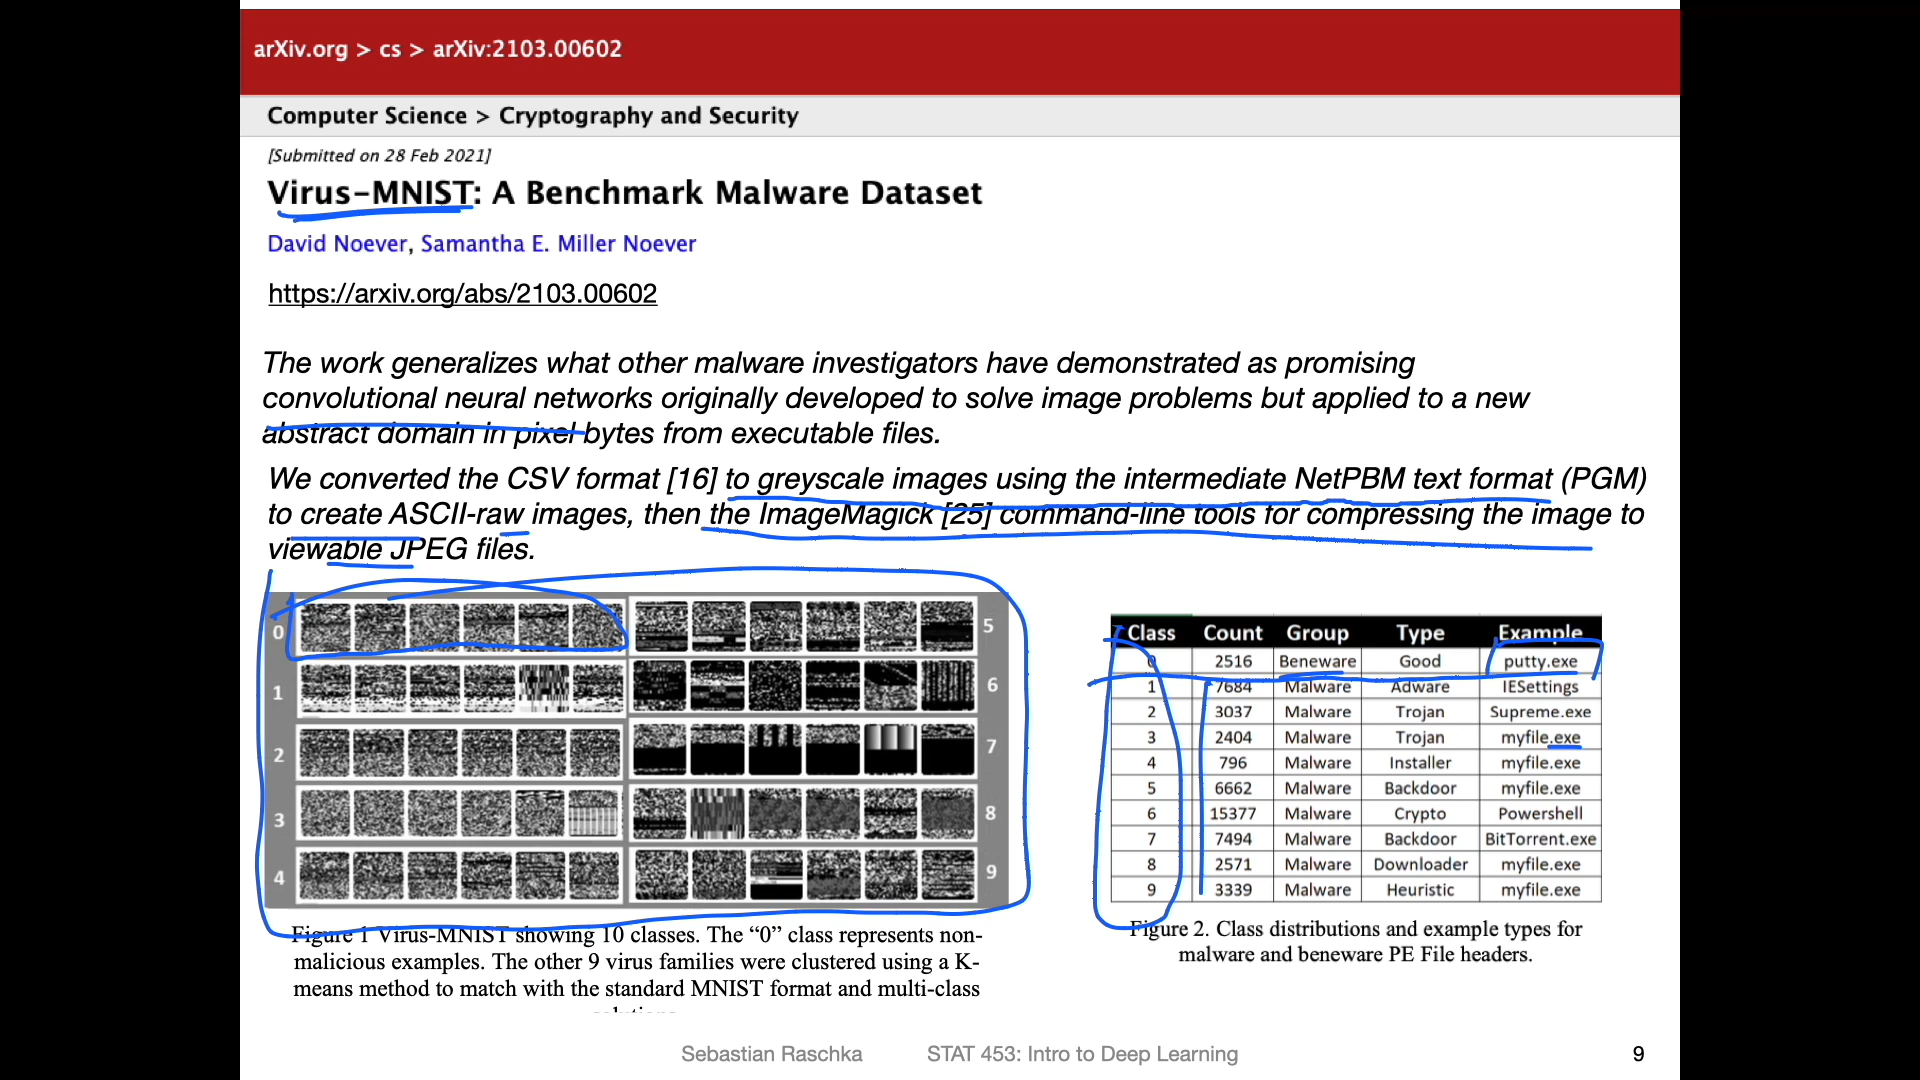 arXiv.org > cs > arXiv:2103.00602
Computer Science > Cryptography and Security
[Submitted on 28 Feb 2021]
Virus-MNIST: A Benchmark Malware Dataset
David Noever, Samantha E. Miller Noever
https://arxiv.org/abs/2103.00602
The work generalizes what other malware investigators have demonstrated as promising
convolutional neural networks originally developed to solve image problems but applied to a new
abstract domain in pixel bytes from executable files.
We converted the CSV format [16] to greyscale images using the intermediate NetPBM text format (PGM)
to create ASCII-raw images, then the ImageMagick [25] command-line tools for compressing the image to
viewable JPEG files.
0 5
1 6
2 7
3 8
4 9
Figure 1 Virus-MNIST showing 10 classes. The “0” class represents non-
malicious examples. The other 9 virus families were clustered using a K-
means method to match with the standard MNIST format and multi-class
Class Count Group Type Example
0 2516 Beneware Good putty.exe
1 7684 Malware Adware IESettings
2 3037 Malware Trojan Supreme.exe
3 2404 Malware Trojan myfile.exe
4 796 Malware Installer myfile.exe
5 6662 Malware Backdoor myfile.exe
6 15377 Malware Crypto Powershell
7 7494 Malware Backdoor BitTorrent.exe
8 2571 Malware Downloader myfile.exe
9 3339 Malware Heuristic myfile.exe
Figure 2. Class distributions and example types for
malware and beneware PE File headers.
Sebastian Raschka STAT 453: Intro to Deep Learning 9